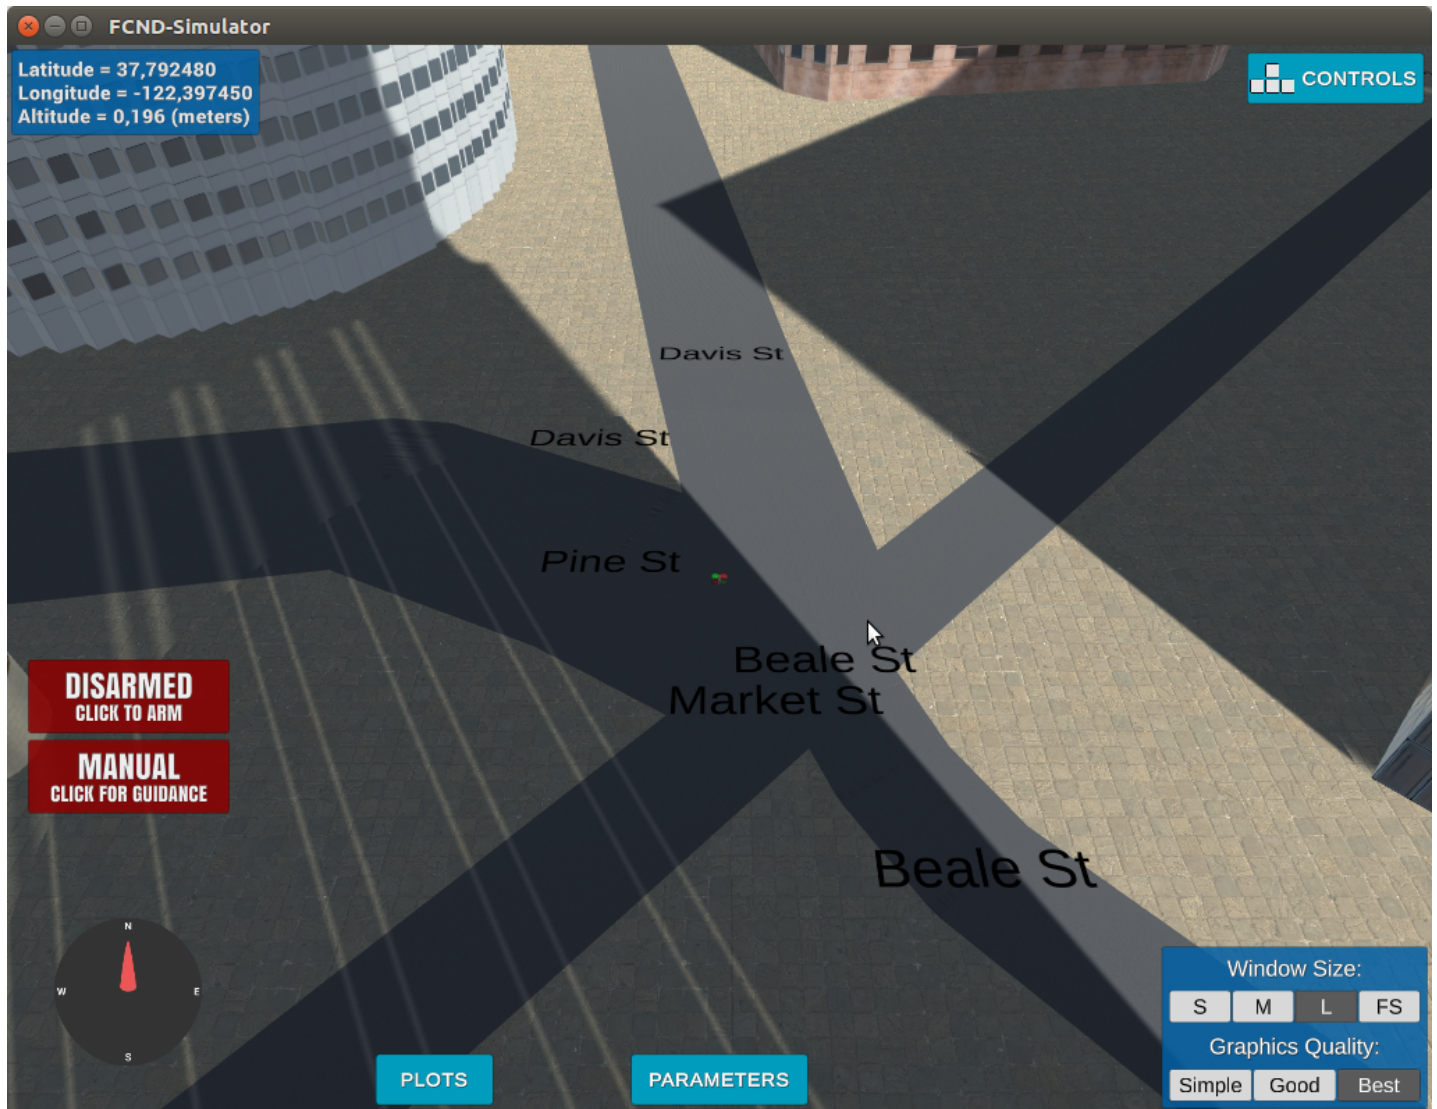 FCND-Simulator
Latitude = 37,792480
Longitude = -122,397450
Altitude = 0,196 (meters)
CONTROLS
Davis St
Davis St
Pine St
Beale St
Market St
DISARMED
CLICK TO ARM
MANUAL
CLICK FOR GUIDANCE
Beale St
N
W
E
S
Window Size:
S M L FS
Graphics Quality:
Simple Good Best
PLOTS
PARAMETERS